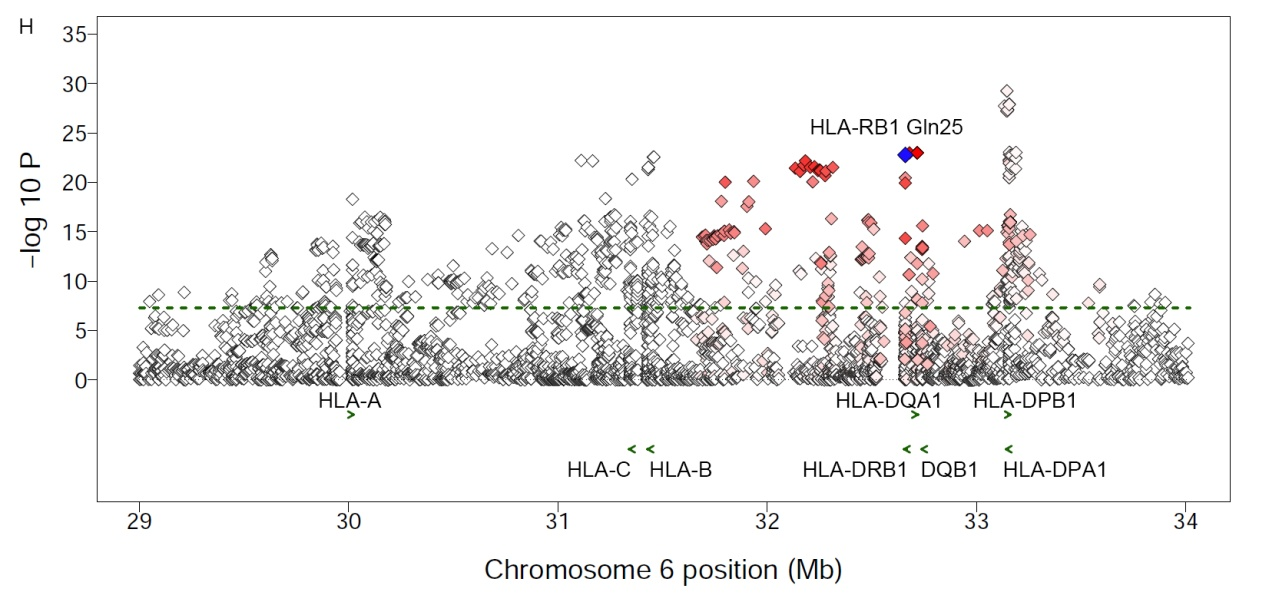 H
35
30
25
20
15
10
5
0
−log 10 P
HLA-RB1 Gln25
HLA-A
HLA-DQA1
HLA-DPB1
HLA-C
HLA-B
HLA-DRB1
DQB1
HLA-DPA1
29
30
31
32
33
34
Chromosome 6 position (Mb)